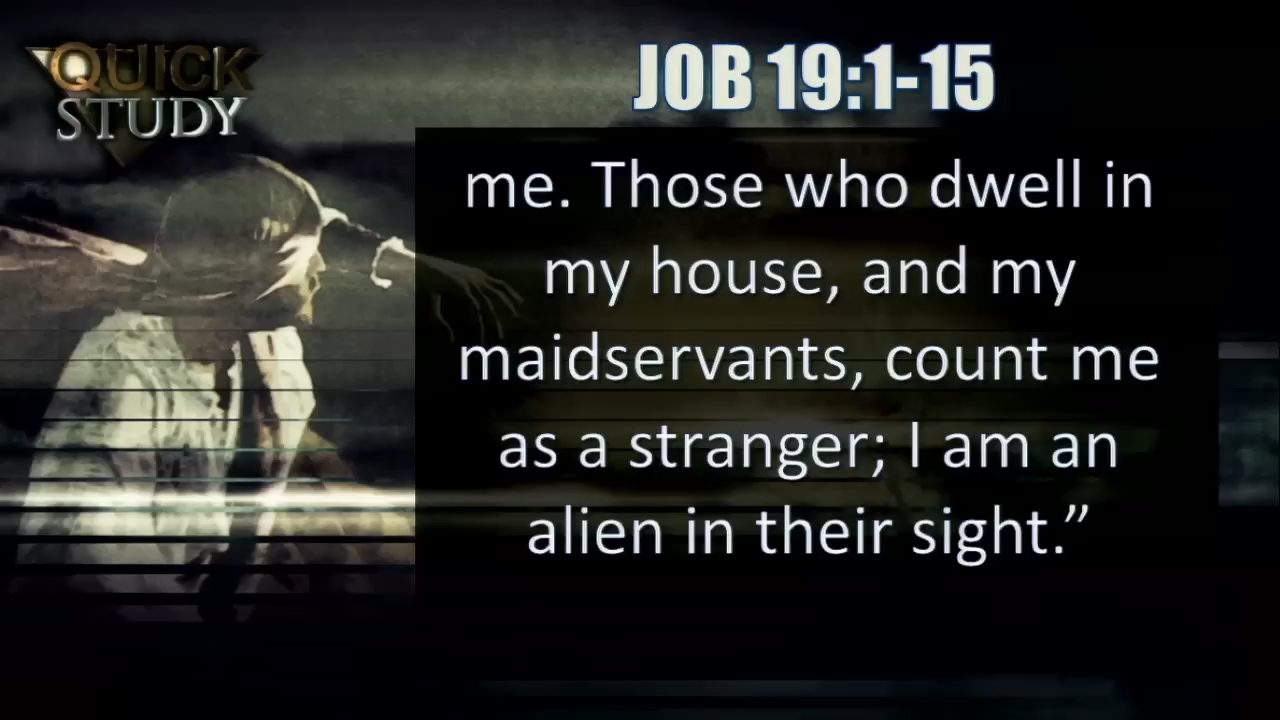 QUICK
STUDY
JOB 19:1-15
me. Those who dwell in
my house, and my
maidservants, count me
as a stranger; I am an
alien in their sight.”